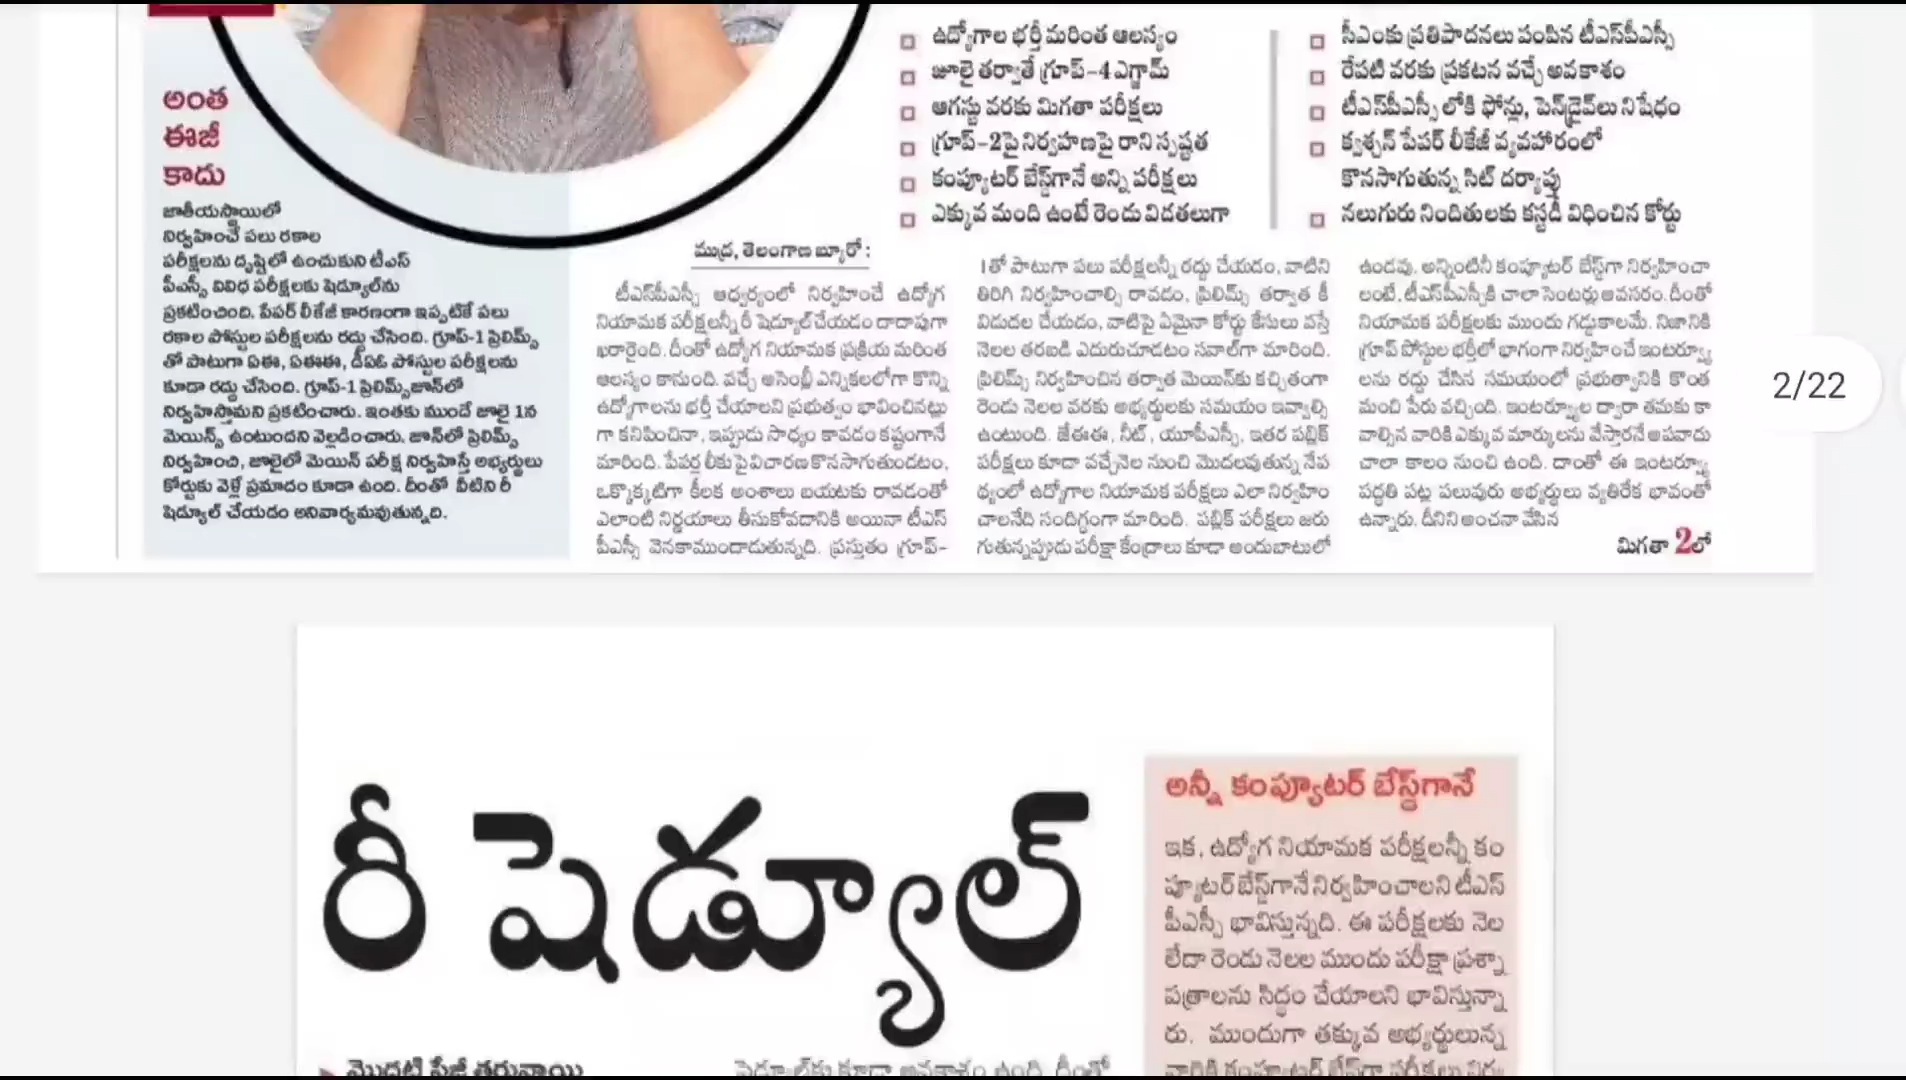 ఉద్యోగాల భర్తీ మరింత ఆలస్యం
జూలై తర్వాతే గ్రూప్-4 ఎగ్జామ్
ఆగస్టు వరకు మిగతా పరీక్షలు
గ్రూప్-2పై నిర్వహణపై రాని స్పష్టత
కంప్యూటర్ బేస్డ్‌గానే అన్ని పరీక్షలు
ఎక్కువ మంది ఉంటే రెండు విడతలుగా
సీఎంకు ప్రతిపాదనలు పంపిన టీఎస్‌పీఎస్సీ
రేపటి వరకు ప్రకటన వచ్చే అవకాశం
టీఎస్‌పీఎస్సీ లోకి ఫోన్లు, పెన్‌డ్రైవ్‌లు నిషేధం
క్వశ్చన్ పేపర్ లీకేజీ వ్యవహారంలో
కొనసాగుతున్న సిట్ దర్యాప్తు
నలుగురు నిందితులకు కస్టడీ విధించిన కోర్టు
అంత
ఈజీ
కాదు
జాతీయస్థాయిలో
నిర్వహించే పలు రకాల
పరీక్షలను దృష్టిలో ఉంచుకుని టీఎస్
పీఎస్సీ వివిధ పరీక్షలకు షెడ్యూల్‌ను
ప్రకటించింది. పేపర్ లీకేజీ కారణంగా ఇప్పటికే పలు
రకాల పోస్టుల పరీక్షలను రద్దు చేసింది. గ్రూప్-1 ప్రిలిమ్స్
తో పాటుగా ఏఈ, ఏఈఈ, డీఏఓ పోస్టుల పరీక్షలను
కూడా రద్దు చేసింది. గ్రూప్-1 ప్రిలిమ్స్ జూన్‌లో
నిర్వహిస్తామని ప్రకటించారు. ఇంతకు ముందే జూలై 1న
మెయిన్స్ ఉంటుందని వెల్లడించారు. జూన్‌లో ప్రిలిమ్స్
నిర్వహించి, జూలైలో మెయిన్ పరీక్ష నిర్వహిస్తే అభ్యర్థులు
కోర్టుకు వెళ్లే ప్రమాదం కూడా ఉంది. దీంతో వీటిని రీ
షెడ్యూల్ చేయడం అనివార్యమవుతున్నది.
ముద్ర, తెలంగాణ బ్యూరో :
టీఎస్‌పీఎస్సీ ఆధ్వర్యంలో నిర్వహించే ఉద్యోగ
నియామక పరీక్షలన్నీ రీ షెడ్యూల్ చేయడం దాదాపుగా
ఖరారైంది. దీంతో ఉద్యోగ నియామక ప్రక్రియ మరింత
ఆలస్యం కానుంది. వచ్చే అసెంబ్లీ ఎన్నికలలోగా కొన్ని
ఉద్యోగాలను భర్తీ చేయాలని ప్రభుత్వం భావించినట్లు
గా కనిపించినా, ఇప్పుడు సాధ్యం కావడం కష్టంగానే
మారింది. పేపర్ల లీకు పై విచారణ కొనసాగుతుండటం,
ఒక్కొక్కటిగా కీలక అంశాలు బయటకు రావడంతో
ఎలాంటి నిర్ణయాలు తీసుకోవడానికి అయినా టీఎస్
పీఎస్సీ వెనకాముందాడుతున్నది. ప్రస్తుతం గ్రూప్-
1తో పాటుగా పలు పరీక్షలన్నీ రద్దు చేయడం, వాటిని
తిరిగి నిర్వహించాల్సి రావడం, ప్రిలిమ్స్ తర్వాత కీ
విడుదల చేయడం, వాటిపై ఏమైనా కోర్టు కేసులు వస్తే
నెలల తరబడి ఎదురుచూడటం సవాల్‌గా మారింది.
ప్రిలిమ్స్ నిర్వహించిన తర్వాత మెయిన్‌కు కచ్చితంగా
రెండు నెలల వరకు అభ్యర్థులకు సమయం ఇవ్వాల్సి
ఉంటుంది. జేఈఈ, నీట్, యూపీఎస్సీ, ఇతర పబ్లిక్
పరీక్షలు కూడా వచ్చేనెల నుంచి మొదలవుతున్న నేప
థ్యంలో ఉద్యోగాల నియామక పరీక్షలు ఎలా నిర్వహిం
చాలనేది సందిగ్ధంగా మారింది. పబ్లిక్ పరీక్షలు జరు
గుతున్నప్పుడు పరీక్షా కేంద్రాలు కూడా అందుబాటులో
ఉండవు. అన్నింటినీ కంప్యూటర్ బేస్డ్‌గా నిర్వహించా
లంటే, టీఎస్‌పీఎస్సీకి చాలా సెంటర్లు అవసరం. దీంతో
నియామక పరీక్షలకు ముందు గడ్డుకాలమే. నిజానికి
గ్రూప్ పోస్టుల భర్తీలో భాగంగా నిర్వహించే ఇంటర్వ్యూ
లను రద్దు చేసిన సమయంలో ప్రభుత్వానికి కొంత
మంచి పేరు వచ్చింది. ఇంటర్వ్యూల ద్వారా తమకు కా
వాల్సిన వారికి ఎక్కువ మార్కులను వేస్తారనే అపవాదు
చాలా కాలం నుంచి ఉంది. దాంతో ఈ ఇంటర్వ్యూ
పద్ధతి పట్ల పలువురు అభ్యర్థులు వ్యతిరేక భావంతో
ఉన్నారు. దీనిని అంచనా వేసిన
మిగతా 2లో
2/22
రీ షెడ్యూల్
అన్నీ కంప్యూటర్ బేస్డ్‌గానే
ఇక, ఉద్యోగ నియామక పరీక్షలన్నీ కం
ప్యూటర్ బేస్డ్‌గానే నిర్వహించాలని టీఎస్
పీఎస్సీ భావిస్తున్నది. ఈ పరీక్షలకు నెల
లేదా రెండు నెలల ముందు పరీక్షా ప్రశ్నా
పత్రాలను సిద్ధం చేయాలని భావిస్తున్నా
రు. ముందుగా తక్కువ అభ్యర్థులున్న
వారికి కంప్యూటర్ బేస్డ్‌గా పరీక్షలు నిర్వ
మొదటి పేజీ తరువాయి
షెడ్యూల్‌కు కూడా అవకాశం ఉంది. దీంతో